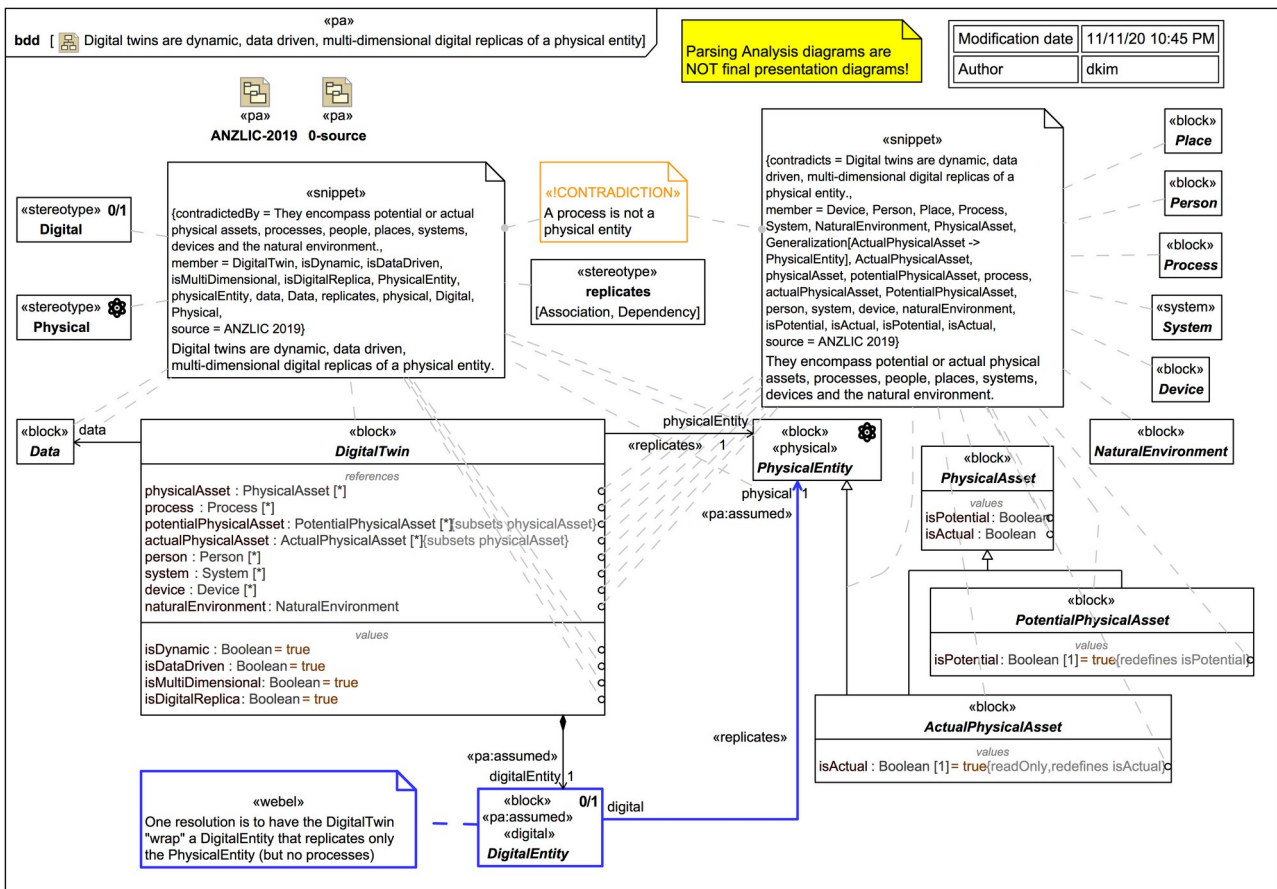 «pa»
bdd [ Digital twins are dynamic, data driven, multi-dimensional digital replicas of a physical entity]
Parsing Analysis diagrams are
NOT final presentation diagrams!
Modification date 11/11/20 10:45 PM
Author dkim
«pa»
ANZLIC-2019
«pa»
0-source
«stereotype» 0/1
Digital
«stereotype»
Physical
«snippet»
{contradictedBy = They encompass potential or actual
physical assets, processes, people, places, systems,
devices and the natural environment.,
member = DigitalTwin, isDynamic, isDataDriven,
isMultiDimensional, isDigitalReplica, PhysicalEntity,
physicalEntity, data, Data, replicates, physical, Digital,
Physical,
source = ANZLIC 2019}
Digital twins are dynamic, data driven,
multi-dimensional digital replicas of a physical entity.
«!CONTRADICTION»
A process is not a
physical entity
«stereotype»
replicates
[Association, Dependency]
«snippet»
{contradicts = Digital twins are dynamic, data
driven, multi-dimensional digital replicas of a
physical entity.,
member = Device, Person, Place, Process,
System, NaturalEnvironment, PhysicalAsset,
Generalization[ActualPhysicalAsset ->
PhysicalEntity], ActualPhysicalAsset,
physicalAsset, potentialPhysicalAsset, process,
actualPhysicalAsset, PotentialPhysicalAsset,
person, system, device, naturalEnvironment,
isPotential, isActual, isPotential, isActual,
source = ANZLIC 2019}
They encompass potential or actual physical
assets, processes, people, places, systems,
devices and the natural environment.
«block»
Place
«block»
Person
«block»
Process
«system»
System
«block»
Device
«block»
NaturalEnvironment
«block»
Data
data
«block»
DigitalTwin
references
physicalAsset : PhysicalAsset [*]
process : Process [*]
potentialPhysicalAsset : PotentialPhysicalAsset [*]{subsets physicalAsset}
actualPhysicalAsset : ActualPhysicalAsset [*]{subsets physicalAsset}
person : Person [*]
system : System [*]
device : Device [*]
naturalEnvironment : NaturalEnvironment
values
isDynamic : Boolean = true
isDataDriven : Boolean = true
isMultiDimensional : Boolean = true
isDigitalReplica : Boolean = true
physicalEntity
«replicates» 1
«block»
«physical»
PhysicalEntity
physical 1
«pa:assumed»
«block»
PhysicalAsset
values
isPotential : Boolean
isActual : Boolean
«block»
PotentialPhysicalAsset
values
isPotential : Boolean [1] = true{redefines isPotential}
«block»
ActualPhysicalAsset
values
isActual : Boolean [1] = true{readOnly,redefines isActual}
«replicates»
«pa:assumed»
digitalEntity 1
«block» 0/1
«pa:assumed»
«digital»
DigitalEntity
digital
«webel»
One resolution is to have the DigitalTwin
"wrap" a DigitalEntity that replicates only
the PhysicalEntity (but no processes)